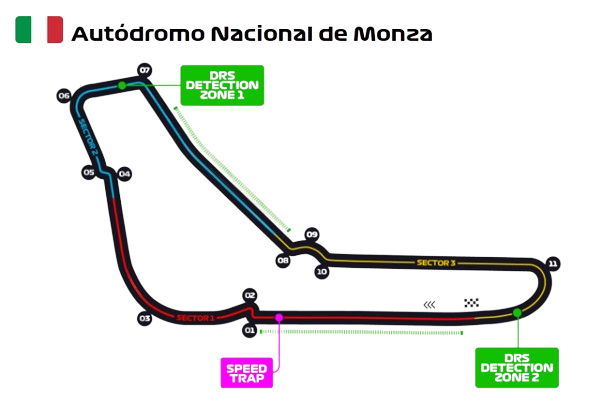 Autódromo Nacional de Monza
07
DRS
DETECTION
ZONE 1
06
SECTOR 2
05
04
09
08
10
SECTOR 3
11
02
03
SECTOR 1
01
SPEED
TRAP
DRS
DETECTION
ZONE 2